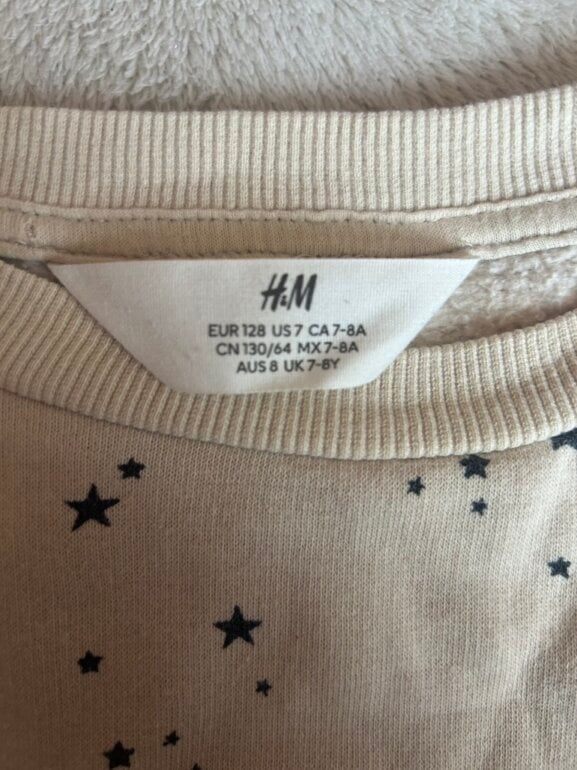 H&M
EUR 128 US 7 CA 7-8A
CN 130/64 MX 7-8A
AUS 8 UK 7-8Y